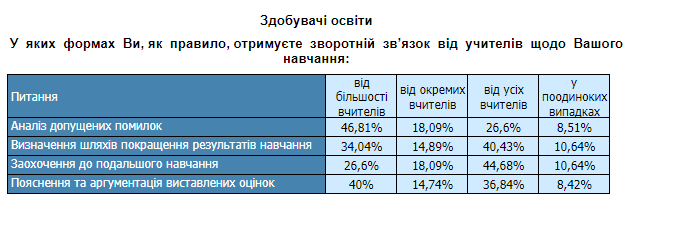 Здобувачі освіти
У яких формах Ви, як правило, отримуєте зворотній зв’язок від учителів щодо Вашого
навчання:
Питання від більшості вчителів від окремих вчителів від усіх вчителів у поодиноких випадках
Аналіз допущених помилок 46,81% 18,09% 26,6% 8,51%
Визначення шляхів покращення результатів навчання 34,04% 14,89% 40,43% 10,64%
Заохочення до подальшого навчання 26,6% 18,09% 44,68% 10,64%
Пояснення та аргументація виставлених оцінок 40% 14,74% 36,84% 8,42%